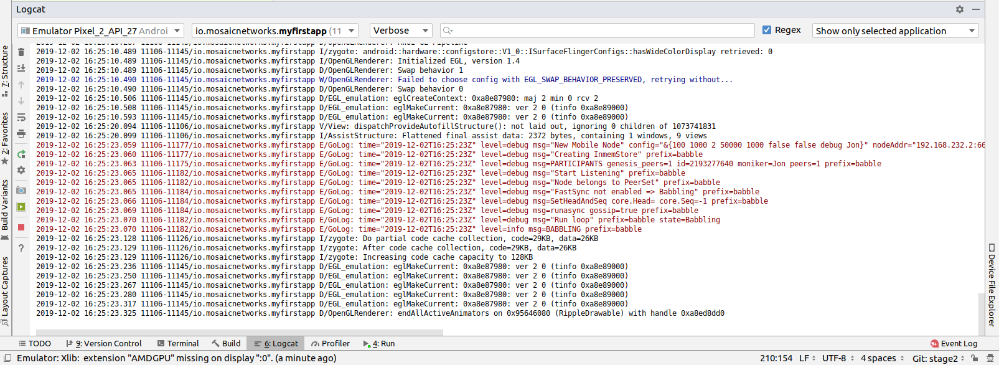 Logcat
Emulator Pixel_2_API_27 Androi
io.mosaicnetworks.myfirstapp (11
Verbose
Regex
Show only selected application
2019-12-02 16:25:10.489 11106-11145/io.mosaicnetworks.myfirstapp I/zygote: android::hardware::configstore::V1_0::ISurfaceFlingerConfigs::hasWideColorDisplay retrieved: 0
2019-12-02 16:25:10.489 11106-11145/io.mosaicnetworks.myfirstapp I/OpenGLRenderer: Initialized EGL, version 1.4
2019-12-02 16:25:10.489 11106-11145/io.mosaicnetworks.myfirstapp D/OpenGLRenderer: Swap behavior 1
2019-12-02 16:25:10.490 11106-11145/io.mosaicnetworks.myfirstapp W/OpenGLRenderer: Failed to choose config with EGL_SWAP_BEHAVIOR_PRESERVED, retrying without...
2019-12-02 16:25:10.490 11106-11145/io.mosaicnetworks.myfirstapp D/OpenGLRenderer: Swap behavior 0
2019-12-02 16:25:10.506 11106-11145/io.mosaicnetworks.myfirstapp D/EGL_emulation: eglCreateContext: 0xa8e87980: maj 2 min 0 rcv 2
2019-12-02 16:25:10.508 11106-11145/io.mosaicnetworks.myfirstapp D/EGL_emulation: eglMakeCurrent: 0xa8e87980: ver 2 0 (tinfo 0xa8e89000)
2019-12-02 16:25:10.593 11106-11145/io.mosaicnetworks.myfirstapp D/EGL_emulation: eglMakeCurrent: 0xa8e87980: ver 2 0 (tinfo 0xa8e89000)
2019-12-02 16:25:20.094 11106-11106/io.mosaicnetworks.myfirstapp V/View: dispatchProvideAutofillStructure(): not laid out, ignoring 0 children of 1073741831
2019-12-02 16:25:20.099 11106-11106/io.mosaicnetworks.myfirstapp I/AssistStructure: Flattened final assist data: 2372 bytes, containing 1 windows, 9 views
2019-12-02 16:25:23.059 11106-11177/io.mosaicnetworks.myfirstapp E/GoLog: time="2019-12-02T16:25:23Z" level=debug msg="New Mobile Node" config="&{100 1000 2 50000 1000 false false debug Jon}" nodeAddr="192.168.232.2:66
2019-12-02 16:25:23.060 11106-11177/io.mosaicnetworks.myfirstapp E/GoLog: time="2019-12-02T16:25:23Z" level=debug msg="Creating InmemStore" prefix=babble
2019-12-02 16:25:23.063 11106-11175/io.mosaicnetworks.myfirstapp E/GoLog: time="2019-12-02T16:25:23Z" level=debug msg=PARTICIPANTS genesis_peers=1 id=2193277640 moniker=Jon peers=1 prefix=babble
2019-12-02 16:25:23.065 11106-11182/io.mosaicnetworks.myfirstapp E/GoLog: time="2019-12-02T16:25:23Z" level=debug msg="Start Listening" prefix=babble
2019-12-02 16:25:23.065 11106-11182/io.mosaicnetworks.myfirstapp E/GoLog: time="2019-12-02T16:25:23Z" level=debug msg="Node belongs to PeerSet" prefix=babble
2019-12-02 16:25:23.065 11106-11184/io.mosaicnetworks.myfirstapp E/GoLog: time="2019-12-02T16:25:23Z" level=debug msg="FastSync not enabled => Babbling" prefix=babble
2019-12-02 16:25:23.066 11106-11184/io.mosaicnetworks.myfirstapp E/GoLog: time="2019-12-02T16:25:23Z" level=debug msg=SetHeadAndSeq core.Head= core.Seq=-1 prefix=babble
2019-12-02 16:25:23.069 11106-11184/io.mosaicnetworks.myfirstapp E/GoLog: time="2019-12-02T16:25:23Z" level=debug msg=runasync gossip=true prefix=babble
2019-12-02 16:25:23.070 11106-11182/io.mosaicnetworks.myfirstapp E/GoLog: time="2019-12-02T16:25:23Z" level=debug msg="Run loop" prefix=babble state=Babbling
2019-12-02 16:25:23.070 11106-11182/io.mosaicnetworks.myfirstapp E/GoLog: time="2019-12-02T16:25:23Z" level=info msg=BABBLING prefix=babble
2019-12-02 16:25:23.128 11106-11126/io.mosaicnetworks.myfirstapp I/zygote: Do partial code cache collection, code=29KB, data=26KB
2019-12-02 16:25:23.129 11106-11126/io.mosaicnetworks.myfirstapp I/zygote: After code cache collection, code=29KB, data=26KB
2019-12-02 16:25:23.129 11106-11126/io.mosaicnetworks.myfirstapp I/zygote: Increasing code cache capacity to 128KB
2019-12-02 16:25:23.236 11106-11145/io.mosaicnetworks.myfirstapp D/EGL_emulation: eglMakeCurrent: 0xa8e87980: ver 2 0 (tinfo 0xa8e89000)
2019-12-02 16:25:23.250 11106-11145/io.mosaicnetworks.myfirstapp D/EGL_emulation: eglMakeCurrent: 0xa8e87980: ver 2 0 (tinfo 0xa8e89000)
2019-12-02 16:25:23.267 11106-11145/io.mosaicnetworks.myfirstapp D/EGL_emulation: eglMakeCurrent: 0xa8e87980: ver 2 0 (tinfo 0xa8e89000)
2019-12-02 16:25:23.280 11106-11145/io.mosaicnetworks.myfirstapp D/EGL_emulation: eglMakeCurrent: 0xa8e87980: ver 2 0 (tinfo 0xa8e89000)
2019-12-02 16:25:23.317 11106-11145/io.mosaicnetworks.myfirstapp D/EGL_emulation: eglMakeCurrent: 0xa8e87980: ver 2 0 (tinfo 0xa8e89000)
2019-12-02 16:25:23.325 11106-11145/io.mosaicnetworks.myfirstapp D/OpenGLRenderer: endAllActiveAnimators on 0x95646080 (RippleDrawable) with handle 0xa8ed8dd0
7: Structure
2: Favorites
Build Variants
Layout Captures
Device File Explorer
TODO
9: Version Control
Terminal
Build
6: Logcat
Profiler
4: Run
9+
Event Log
Emulator: Xlib: extension "AMDGPU" missing on display ":0". (a minute ago)
210:154
LF
UTF-8
4 spaces
Git: stage2